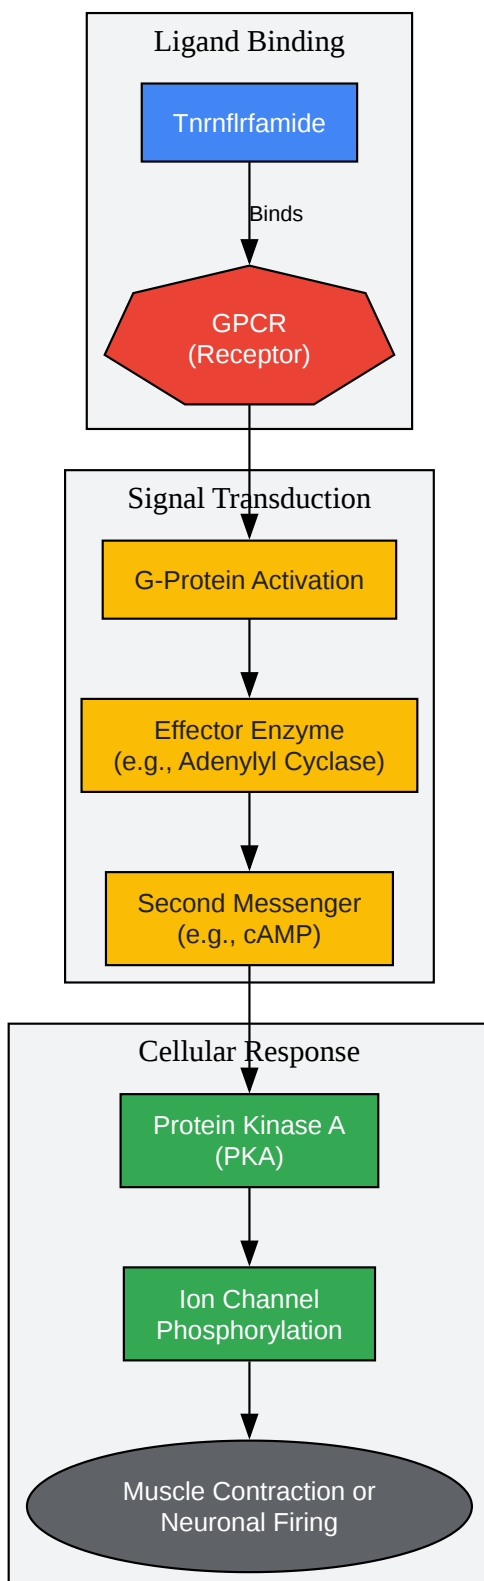 Ligand Binding
Tnrnflrfamide
Binds
GPCR
(Receptor)
Signal Transduction
G-Protein Activation
Effector Enzyme
(e.g., Adenylyl Cyclase)
Second Messenger
(e.g., cAMP)
Cellular Response
Protein Kinase A
(PKA)
Ion Channel
Phosphorylation
Muscle Contraction or
Neuronal Firing